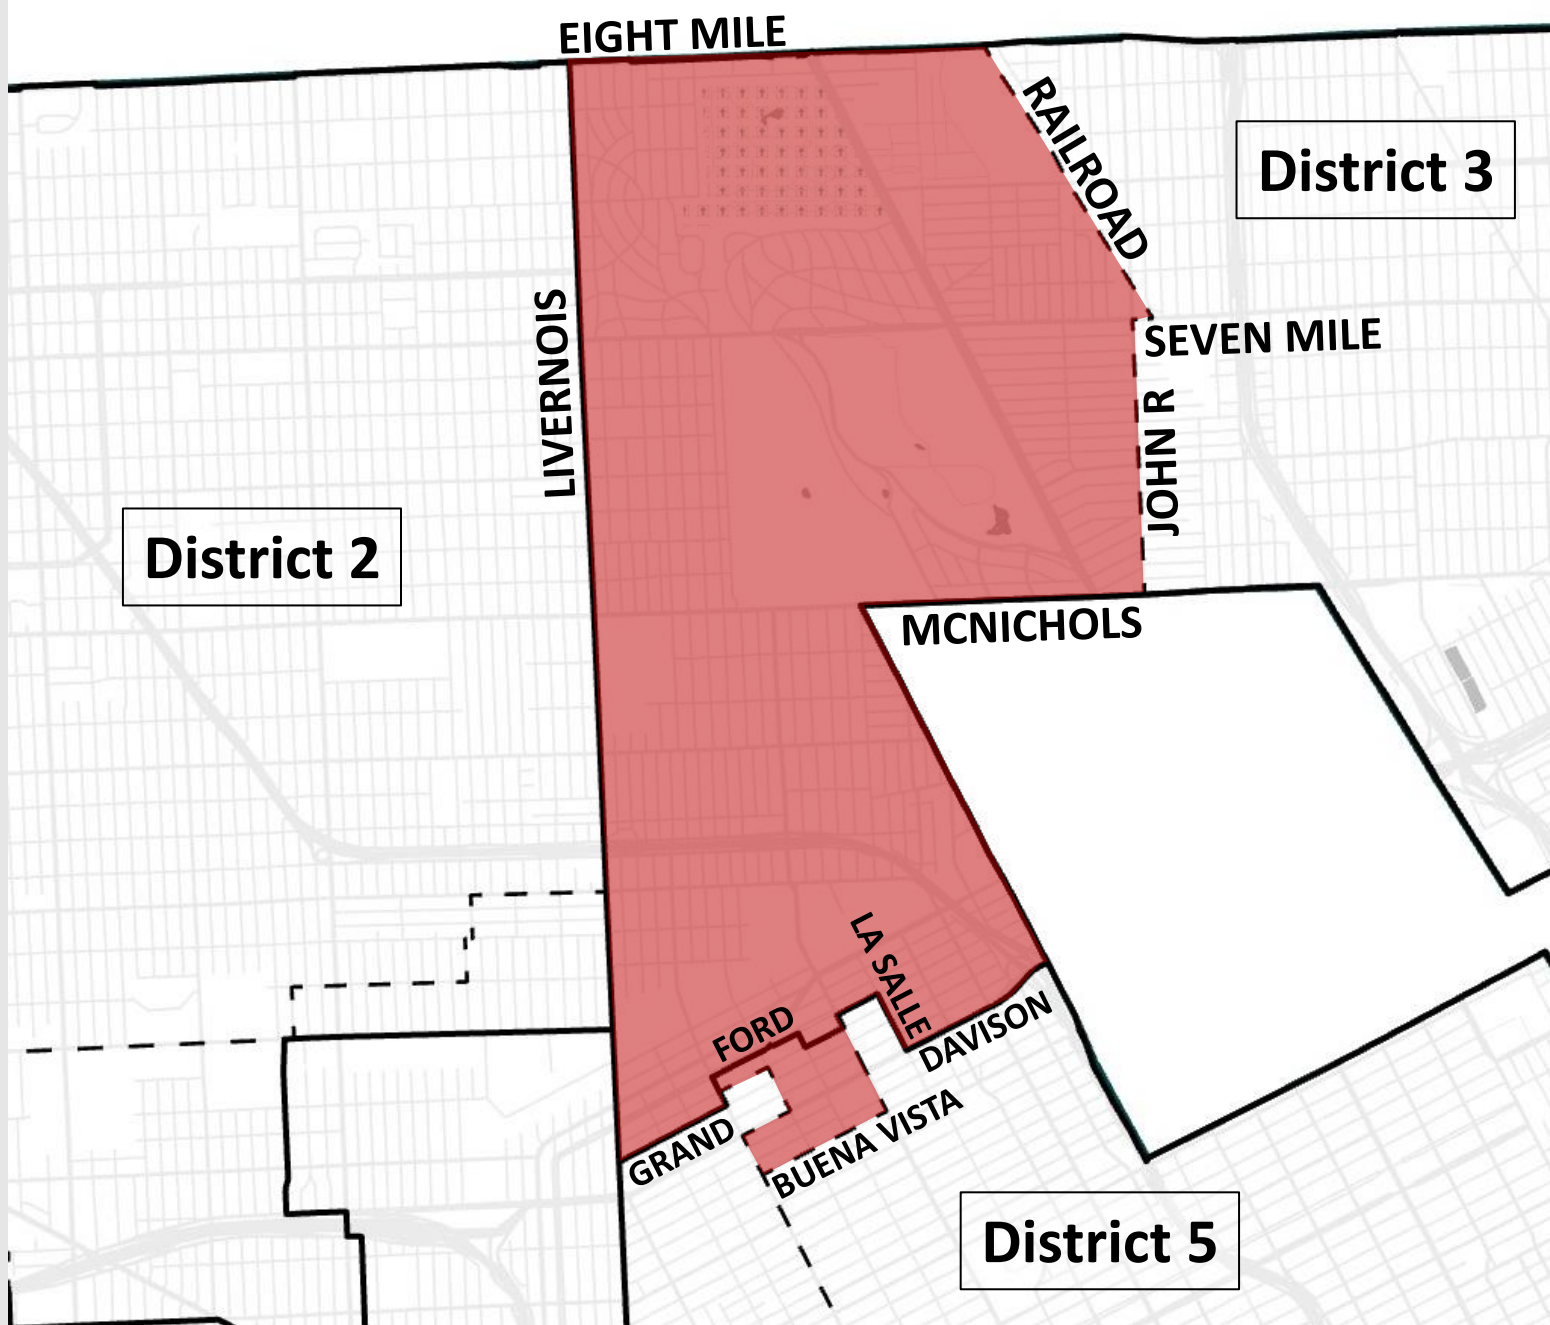 EIGHT MILE
RAILROAD
District 3
LIVERNOIS
SEVEN MILE
JOHN R
District 2
MCNICHOLS
LA SALLE
FORD
DAVISON
GRAND
BUENA VISTA
District 5